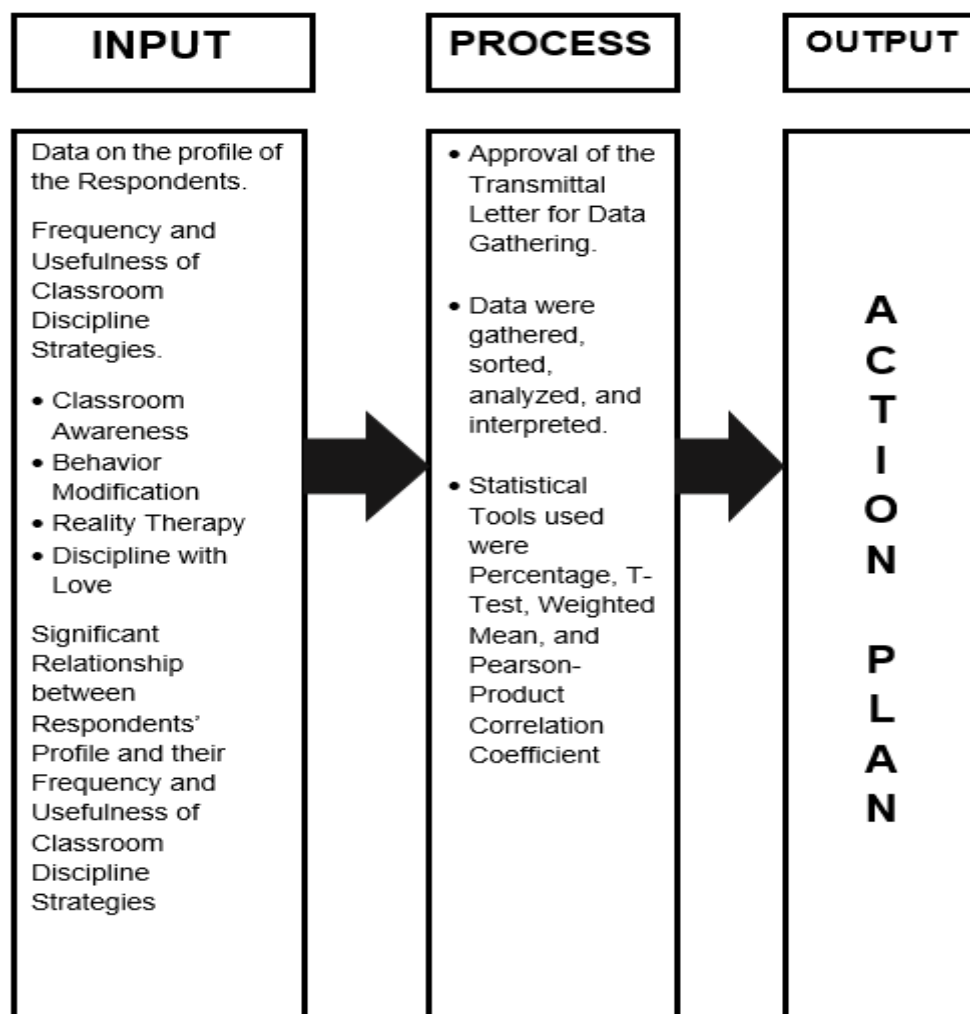 INPUT
PROCESS
OUTPUT
Data on the profile of
the Respondents.
Frequency and
Usefulness of
Classroom
Discipline
Strategies.
• Classroom
Awareness
• Behavior
Modification
• Reality Therapy
• Discipline with
Love
Significant
Relationship
between
Respondents’
Profile and their
Frequency and
Usefulness of
Classroom
Discipline
Strategies
• Approval of the
Transmittal
Letter for Data
Gathering.
• Data were
gathered,
sorted,
analyzed, and
interpreted.
• Statistical
Tools used
were
Percentage, T-
Test, Weighted
Mean, and
Pearson-
Product
Correlation
Coefficient
A
C
T
I
O
N
P
L
A
N